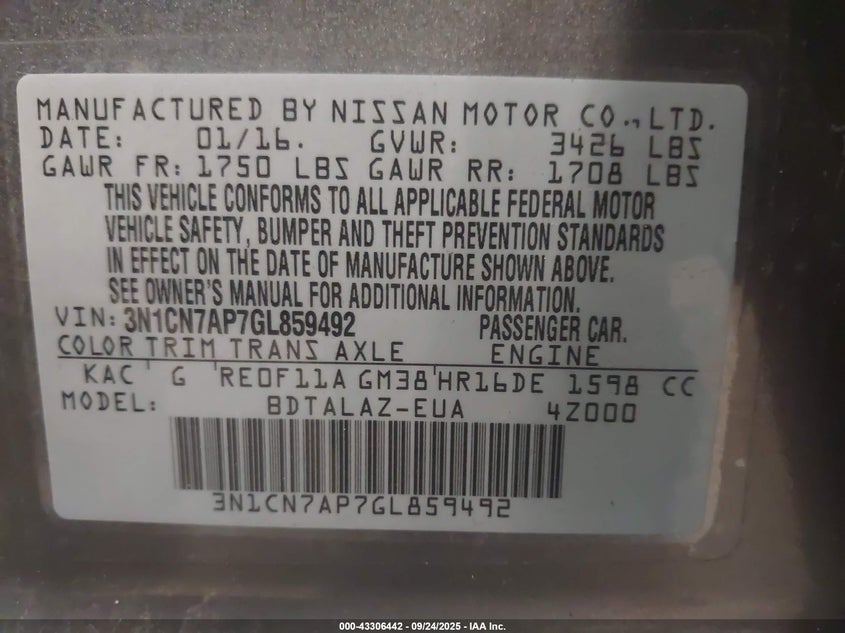 MANUFACTURED BY NISSAN MOTOR CO., LTD.
DATE: 01/16. GVWR: 3426 LBS
GAWR FR: 1750 LBS GAWR RR: 1708 LBS
THIS VEHICLE CONFORMS TO ALL APPLICABLE FEDERAL MOTOR
VEHICLE SAFETY, BUMPER AND THEFT PREVENTION STANDARDS
IN EFFECT ON THE DATE OF MANUFACTURE SHOWN ABOVE.
SEE OWNER'S MANUAL FOR ADDITIONAL INFORMATION.
VIN: 3N1CN7AP7GL859492 PASSENGER CAR.
COLOR TRIM TRANS AXLE ENGINE
KAC ' G ' RE0F11A GM38 ' HR16DE 1598 CC
MODEL: BDTALAZ-EUA 4Z000
3N1CN7AP7GL859492
000-43306442 - 09/24/2025 - IAA Inc.